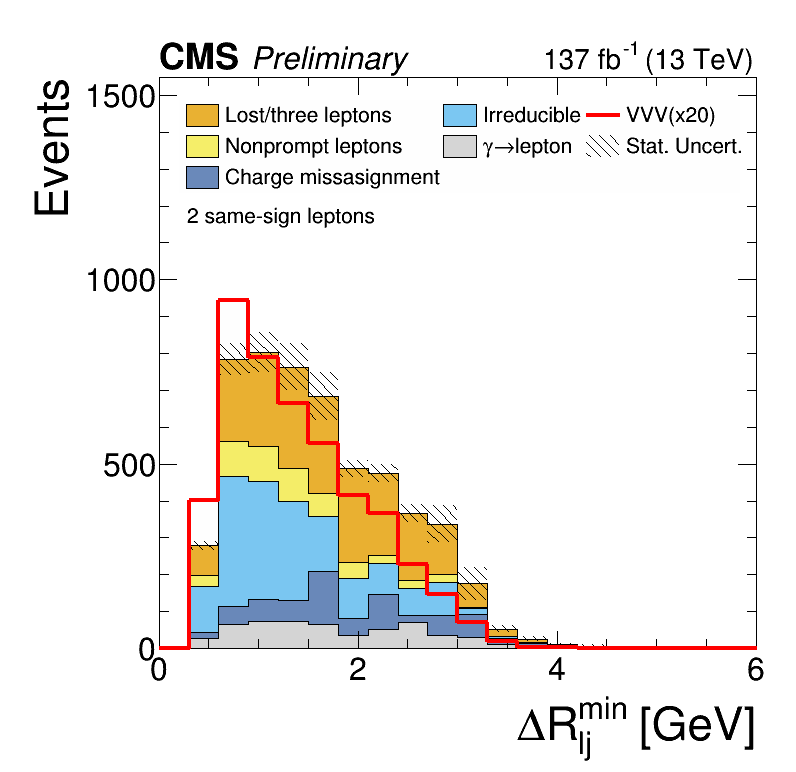 CMS Preliminary 137 fb⁻¹ (13 TeV)
Events
1500
1000
500
0
Lost/three leptons
Irreducible
VVV(x20)
Nonprompt leptons
γ→lepton
Stat. Uncert.
Charge missasignment
2 same-sign leptons
0 2 4 6
ΔR_lj^min [GeV]